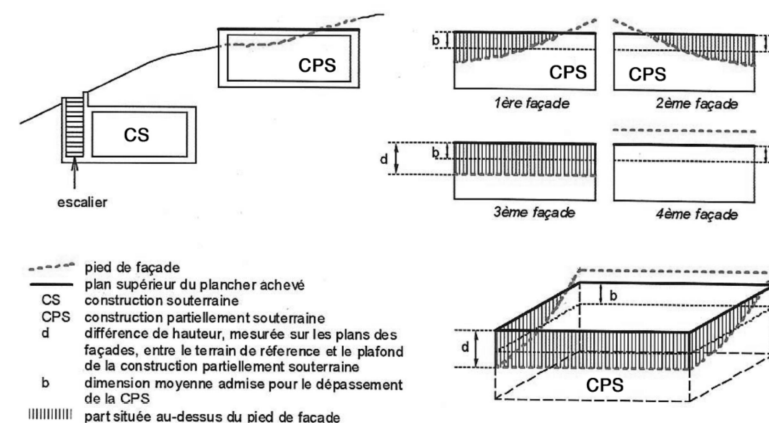 CPS
CS
escalier
b
CPS
1ère façade
CPS
2ème façade
d
b
3ème façade
4ème façade
pied de façade
plan supérieur du plancher achevé
CS construction souterraine
CPS construction partiellement souterraine
d différence de hauteur, mesurée sur les plans des
façades, entre le terrain de réference et le plafond
de la construction partiellement souterraine
b dimension moyenne admise pour le dépassement
de la CPS
part située au-dessus du pied de facade
b
d
CPS